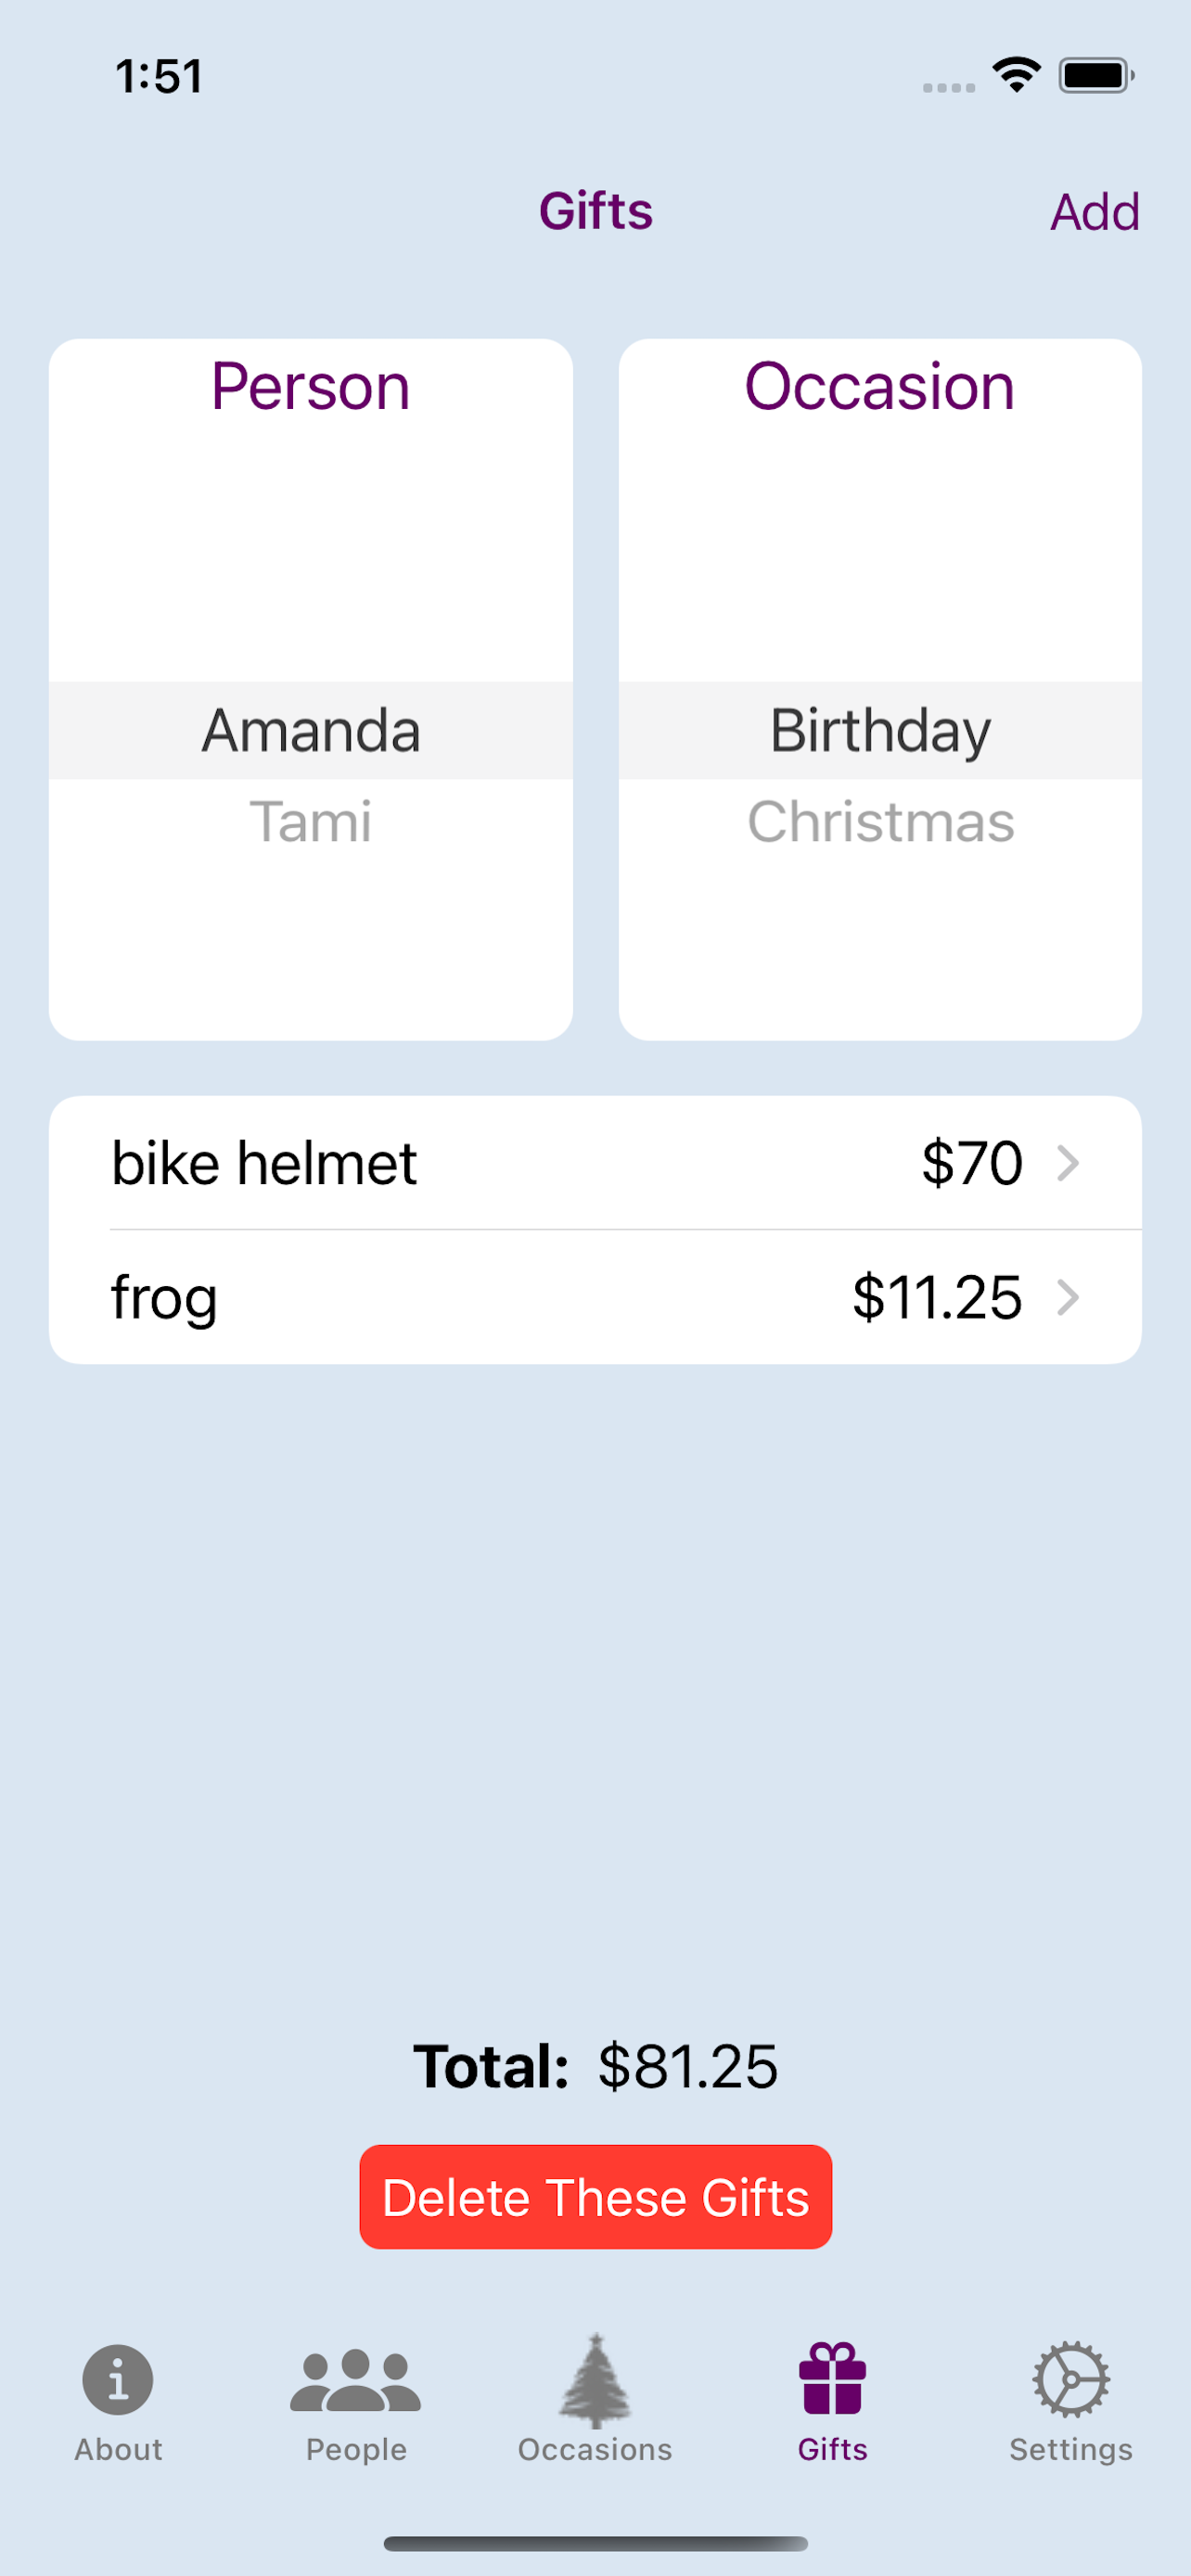 1:51
Gifts
Add
Person
Occasion
Amanda
Birthday
Tami
Christmas
bike helmet $70
frog $11.25
Total: $81.25
Delete These Gifts
About
People
Occasions
Gifts
Settings